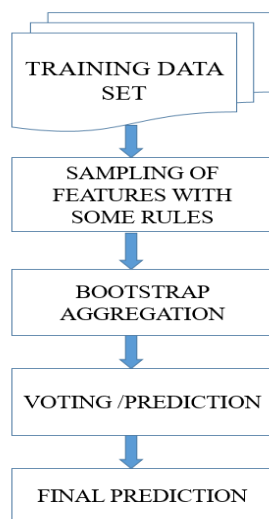 TRAINING DATA
SET
SAMPLING OF
FEATURES WITH
SOME RULES
BOOTSTRAP
AGGREGATION
VOTING /PREDICTION
FINAL PREDICTION